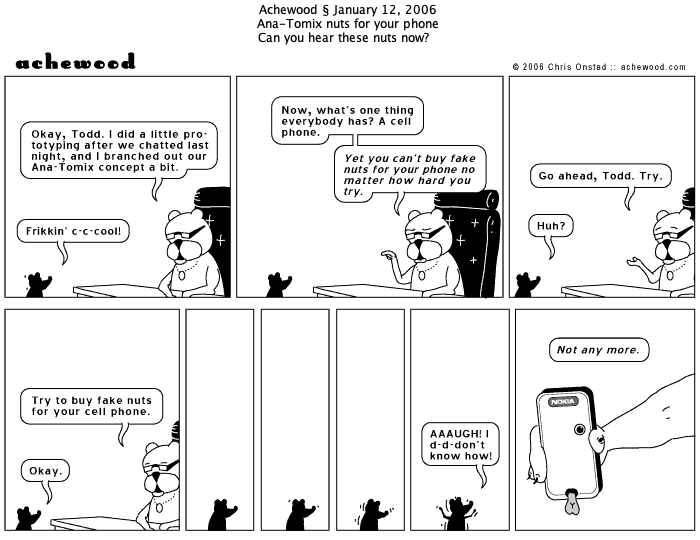 Achewood § January 12, 2006
Ana-Tomix nuts for your phone
Can you hear these nuts now?
achewood
© 2006 Chris Onstad :: achewood.com
Okay, Todd. I did a little pro-
totyping after we chatted last
night, and I branched out our
Ana-Tomix concept a bit.
Frikkin' c-c-cool!
Now, what's one thing
everybody has? A cell
phone.
Yet you can't buy fake
nuts for your phone no
matter how hard you
try.
Go ahead, Todd. Try.
Huh?
Try to buy fake nuts
for your cell phone.
Okay.
AAAUGH! I
d-d-don't
know how!
Not any more.
NOKIA